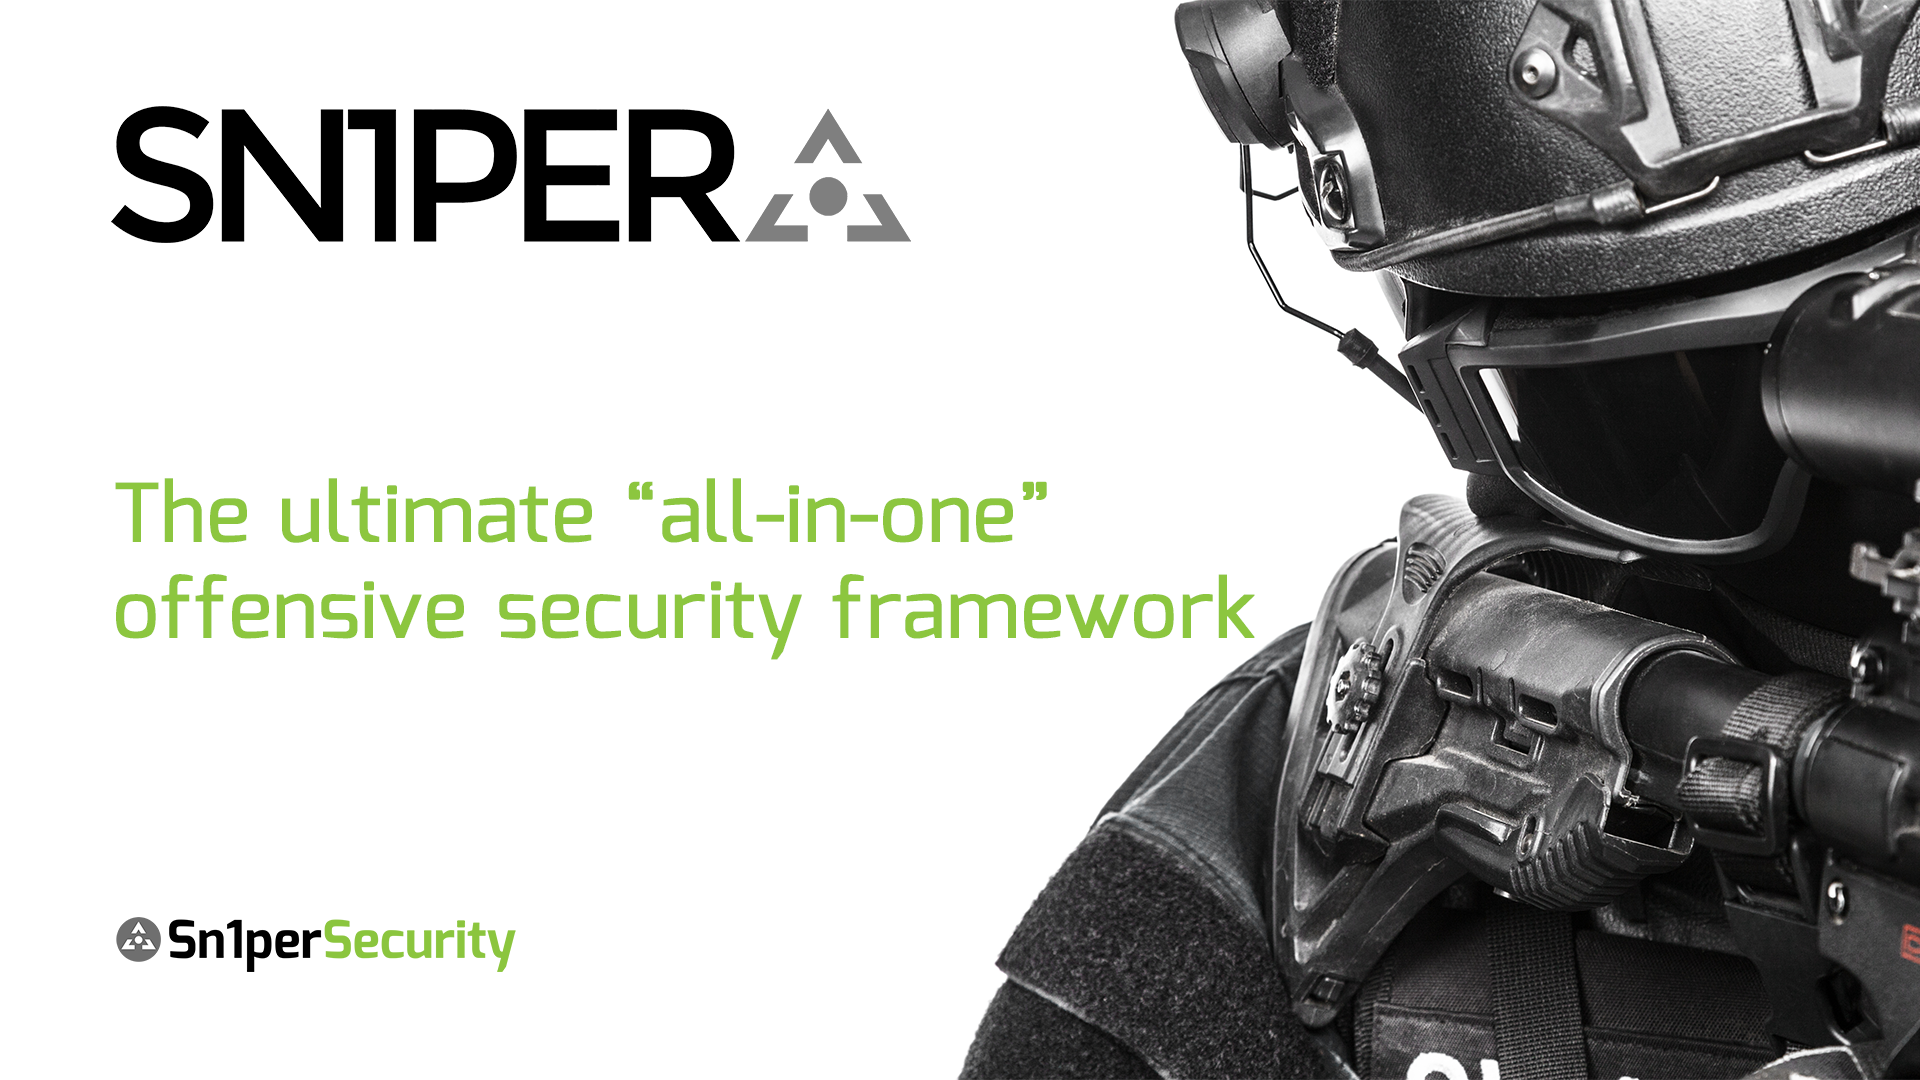 SN1PER
The ultimate “all-in-one”
offensive security framework
Sn1perSecurity